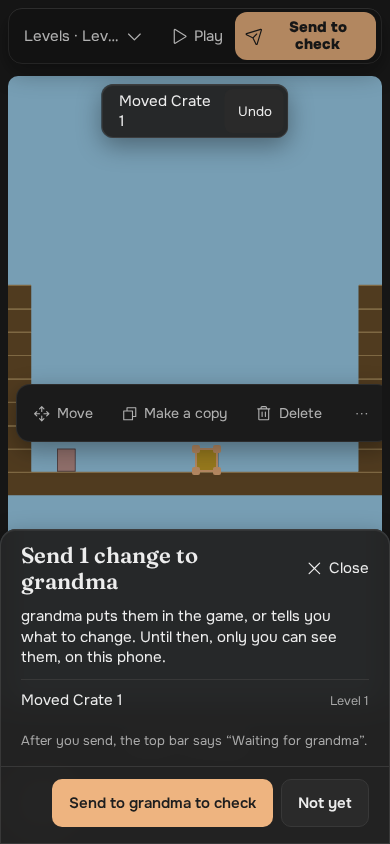 Levels · Lev...
Play
Send to
check
Moved Crate
1
Undo
Move
Make a copy
Delete
...
Send 1 change to
grandma
Close
grandma puts them in the game, or tells you
what to change. Until then, only you can see
them, on this phone.
Moved Crate 1
Level 1
After you send, the top bar says “Waiting for grandma”.
Send to grandma to check
Not yet